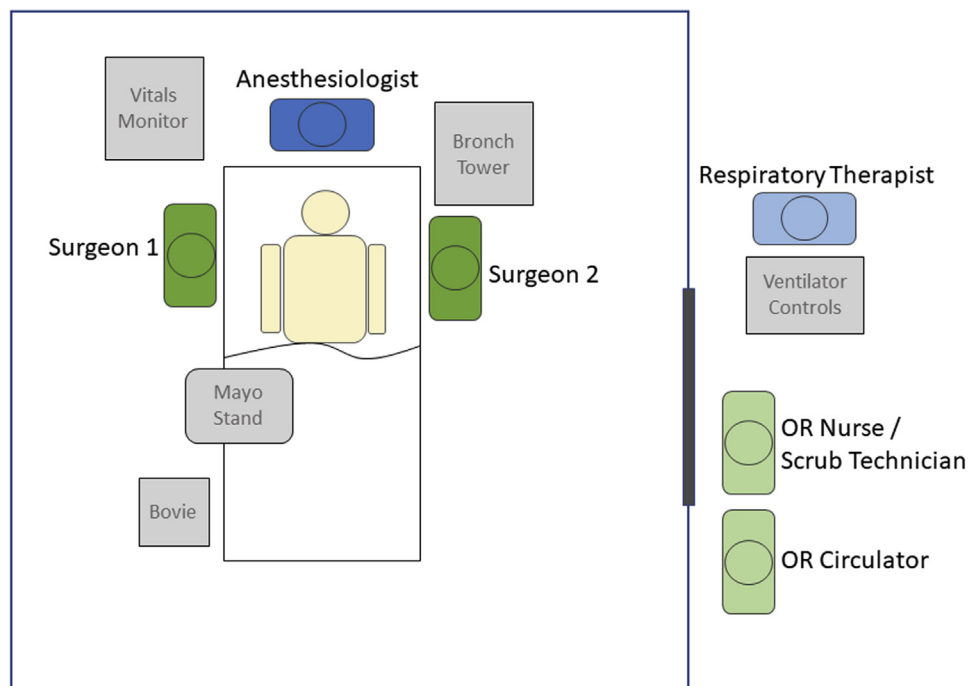 Anesthesiologist
Vitals
Monitor
Bronch
Tower
Respiratory Therapist
Surgeon 1
Surgeon 2
Ventilator
Controls
Mayo
Stand
OR Nurse /
Scrub Technician
Bovie
OR Circulator